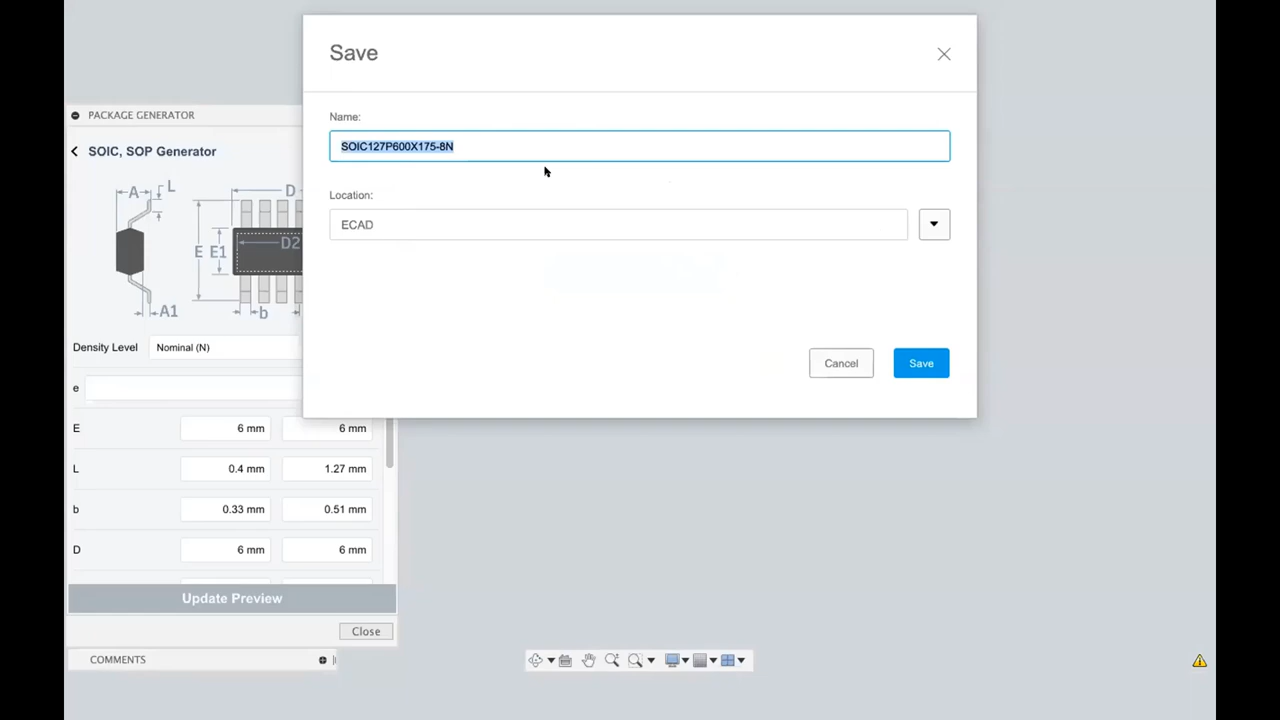 Save
Name:
SOIC127P600X175-8N
Location:
ECAD
Cancel
Save
PACKAGE GENERATOR
SOIC, SOP Generator
A
L
D
E
E1
D2
A1
b
Density Level
Nominal (N)
e
E 6 mm 6 mm
L 0.4 mm 1.27 mm
b 0.33 mm 0.51 mm
D 6 mm 6 mm
Update Preview
Close
COMMENTS